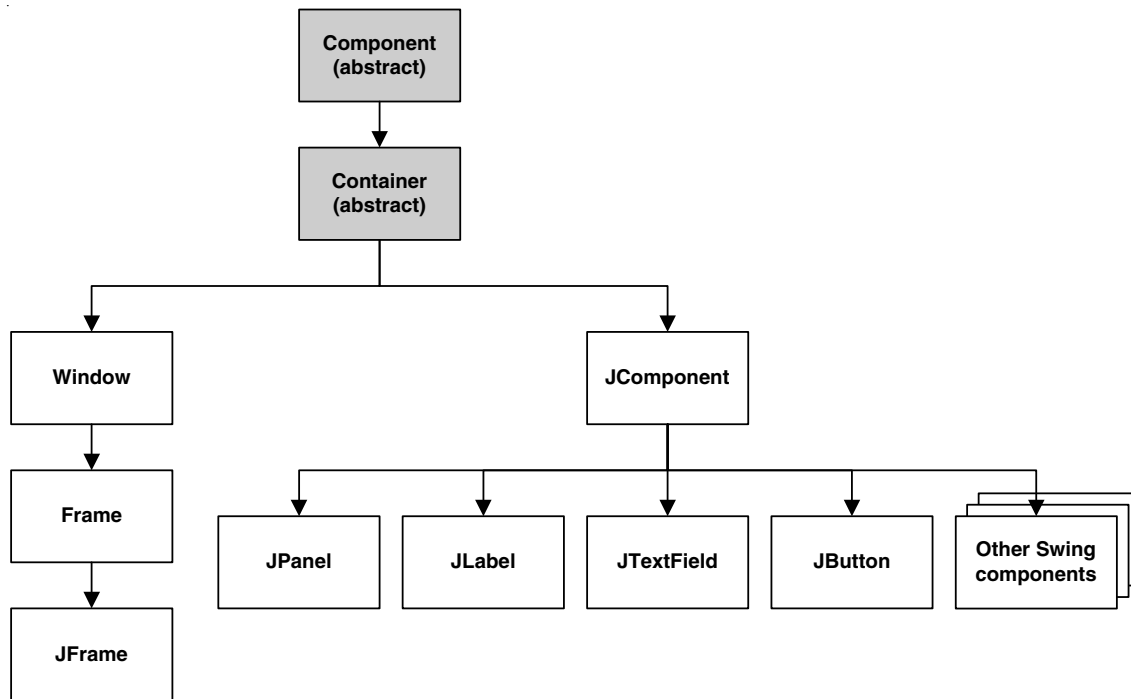 Component
(abstract)
Container
(abstract)
Window
JComponent
Frame
JPanel
JLabel
JTextField
JButton
Other Swing
components
JFrame